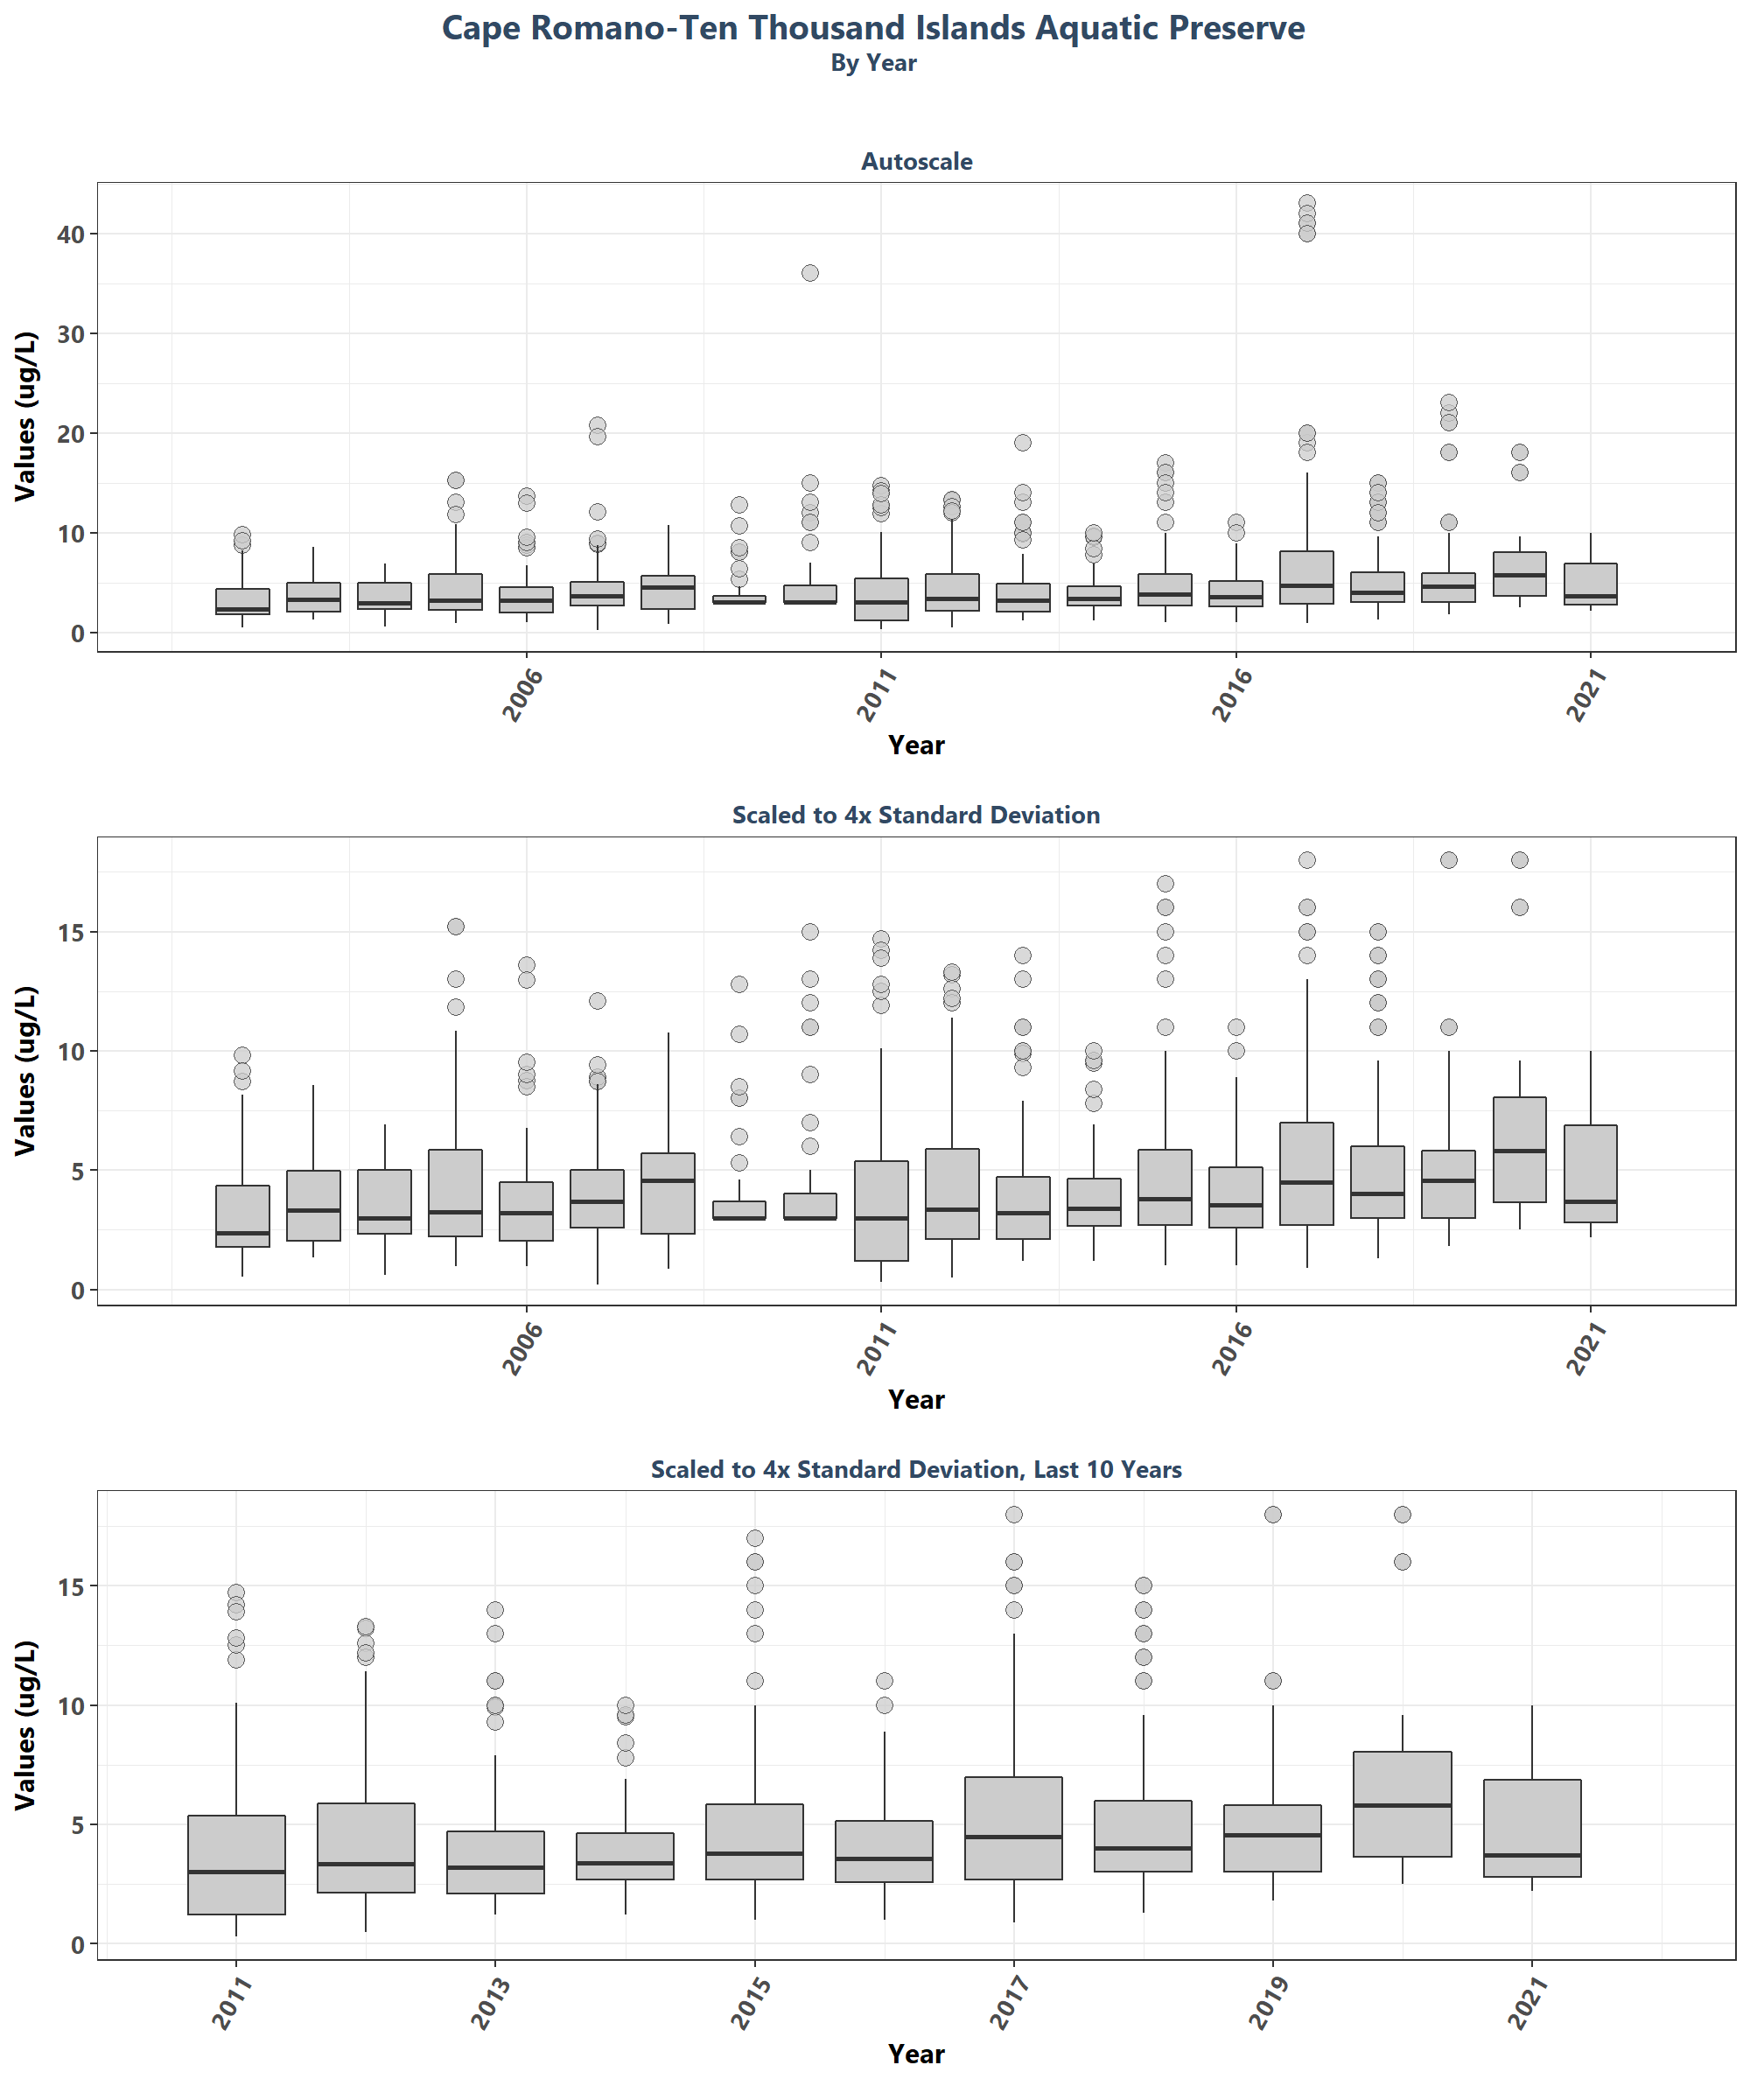 Cape Romano-Ten Thousand Islands Aquatic Preserve
By Year
Autoscale
Values (ug/L)
40
30
20
10
0
2006
2011
2016
2021
Year
Scaled to 4x Standard Deviation
Values (ug/L)
15
10
5
0
2006
2011
2016
2021
Year
Scaled to 4x Standard Deviation, Last 10 Years
Values (ug/L)
15
10
5
0
2011
2013
2015
2017
2019
2021
Year